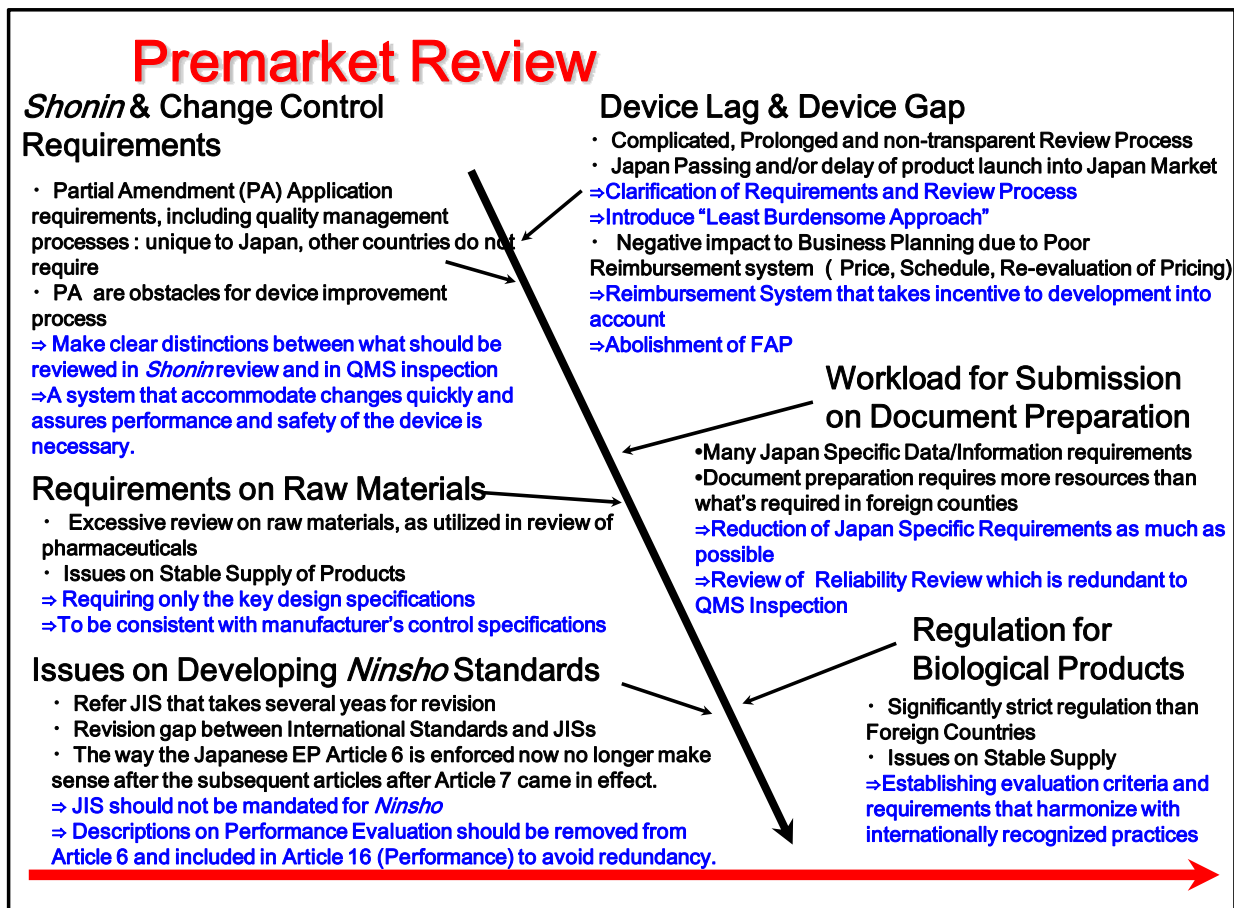 Premarket Review
Shonin & Change Control
Requirements
・ Partial Amendment (PA) Application
requirements, including quality management
processes : unique to Japan, other countries do not
require
・ PA are obstacles for device improvement
process
⇒ Make clear distinctions between what should be
reviewed in Shonin review and in QMS inspection
⇒A system that accommodate changes quickly and
assures performance and safety of the device is
necessary.
Requirements on Raw Materials
・ Excessive review on raw materials, as utilized in review of
pharmaceuticals
・ Issues on Stable Supply of Products
⇒ Requiring only the key design specifications
⇒To be consistent with manufacturer's control specifications
Issues on Developing Ninsho Standards
・ Refer JIS that takes several yeas for revision
・ Revision gap between International Standards and JISs
・ The way the Japanese EP Article 6 is enforced now no longer make
sense after the subsequent articles after Article 7 came in effect.
⇒ JIS should not be mandated for Ninsho
⇒ Descriptions on Performance Evaluation should be removed from
Article 6 and included in Article 16 (Performance) to avoid redundancy.
Device Lag & Device Gap
・ Complicated, Prolonged and non-transparent Review Process
・ Japan Passing and/or delay of product launch into Japan Market
⇒Clarification of Requirements and Review Process
⇒Introduce "Least Burdensome Approach"
・ Negative impact to Business Planning due to Poor
Reimbursement system ( Price, Schedule, Re-evaluation of Pricing)
⇒Reimbursement System that takes incentive to development into
account
⇒Abolishment of FAP
Workload for Submission
on Document Preparation
•Many Japan Specific Data/Information requirements
•Document preparation requires more resources than
what's required in foreign counties
⇒Reduction of Japan Specific Requirements as much as
possible
⇒Review of Reliability Review which is redundant to
QMS Inspection
Regulation for
Biological Products
・ Significantly strict regulation than
Foreign Countries
・ Issues on Stable Supply
⇒Establishing evaluation criteria and
requirements that harmonize with
internationally recognized practices